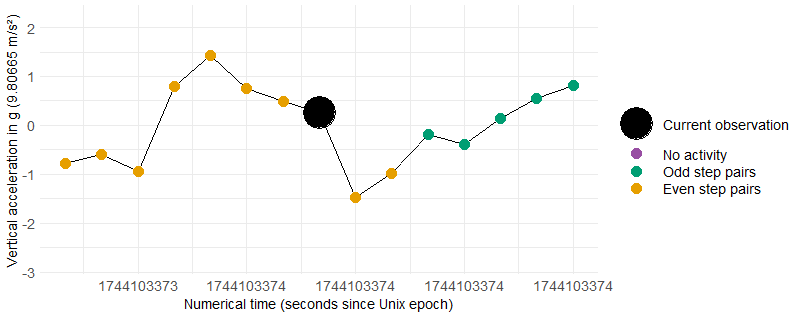 Vertical acceleration in g (9.80665 m/s²)
2
1
0
-1
-2
-3
1744103373 1744103374 1744103374 1744103374 1744103374
Numerical time (seconds since Unix epoch)
Current observation
No activity
Odd step pairs
Even step pairs